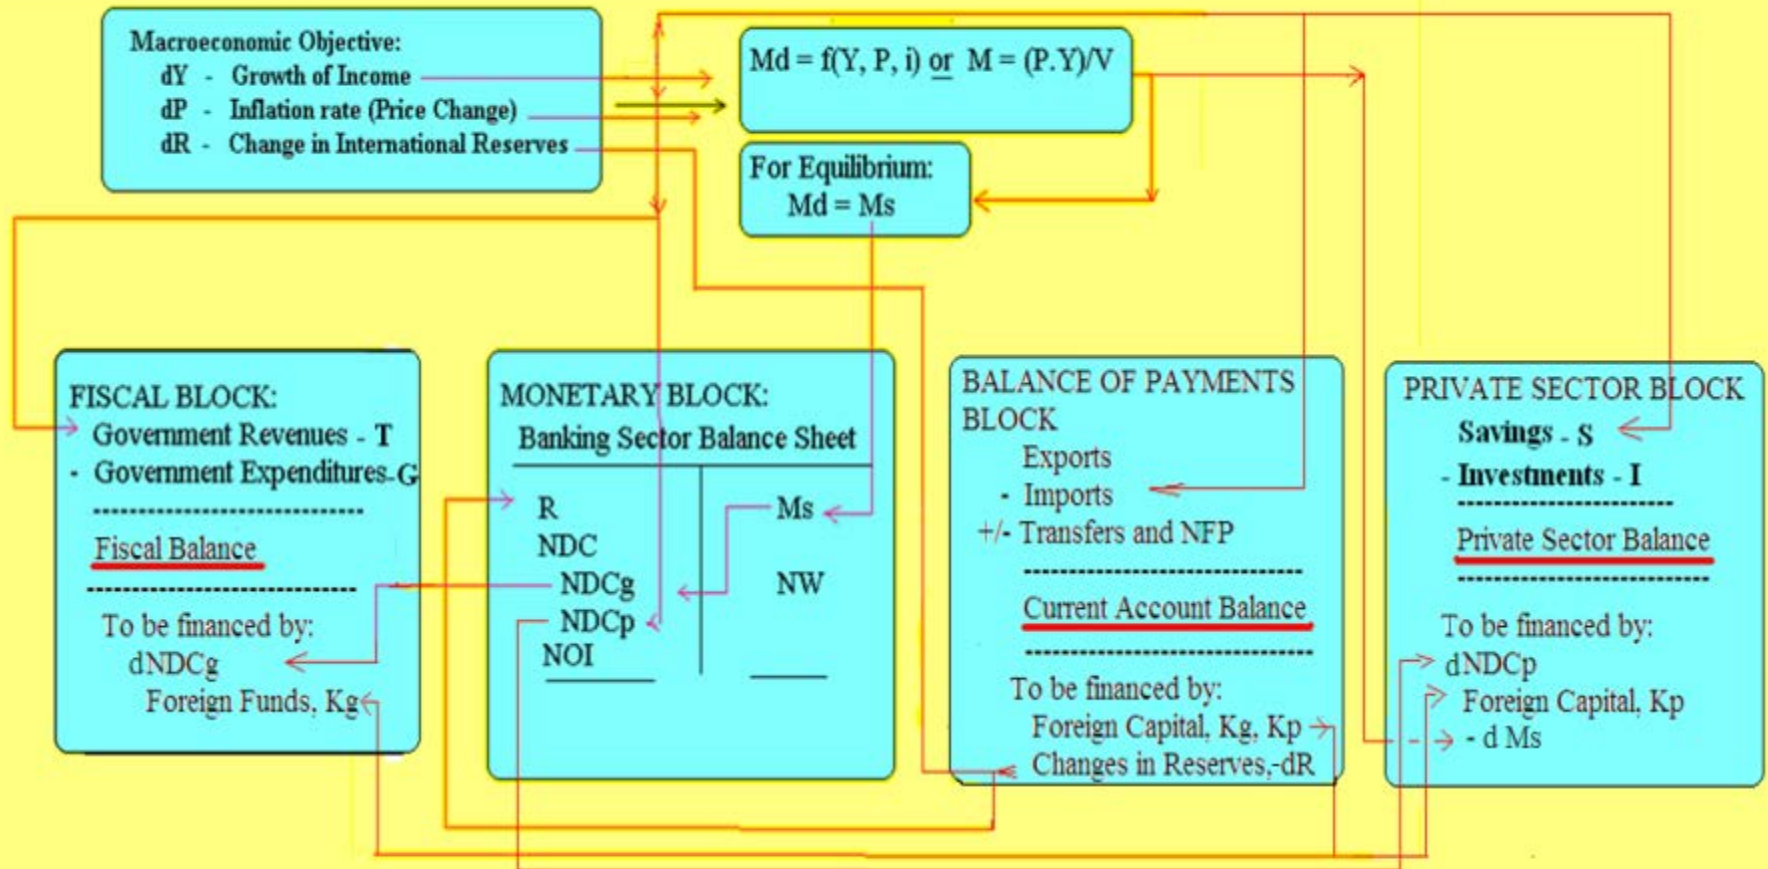 Macroeconomic Objective:
dY - Growth of Income
dP - Inflation rate (Price Change)
dR - Change in International Reserves
Md = f(Y, P, i) or M = (P.Y)/V
For Equilibrium:
Md = Ms
FISCAL BLOCK:
Government Revenues - T
- Government Expenditures-G
Fiscal Balance
To be financed by:
dNDCg
Foreign Funds, Kg
MONETARY BLOCK:
Banking Sector Balance Sheet
R
Ms
NDC
NDCg
NW
NDCp
NOI
BALANCE OF PAYMENTS
BLOCK
Exports
- Imports
+/- Transfers and NFP
Current Account Balance
To be financed by:
Foreign Capital, Kg, Kp
Changes in Reserves,-dR
PRIVATE SECTOR BLOCK
Savings - S
- Investments - I
Private Sector Balance
To be financed by:
dNDCp
Foreign Capital, Kp
- d Ms